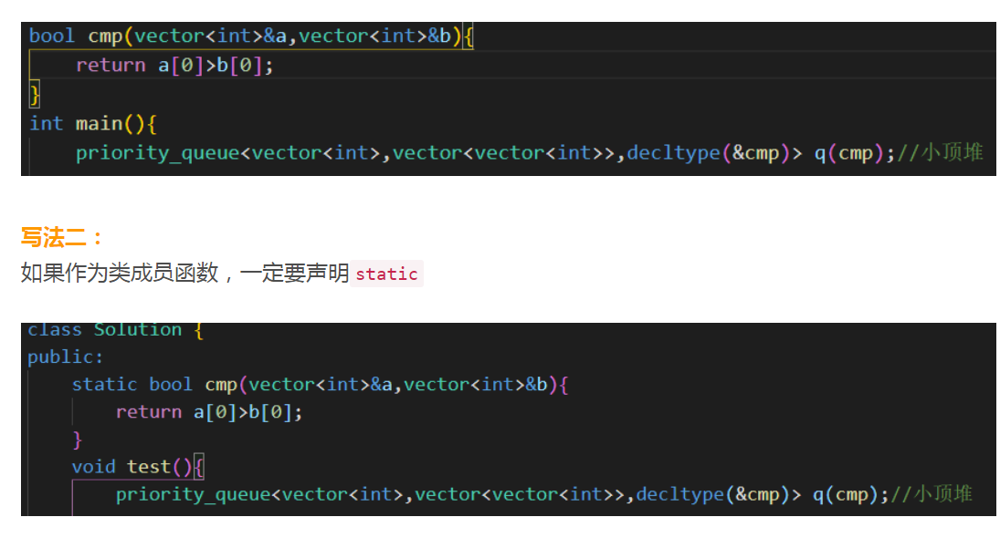 bool cmp(vector<int>&a,vector<int>&b){
return a[0]>b[0];
}
int main(){
priority_queue<vector<int>,vector<vector<int>>,decltype(&cmp)> q(cmp);//小顶堆
写法二：
如果作为类成员函数，一定要声明 static
class Solution {
public:
static bool cmp(vector<int>&a,vector<int>&b){
return a[0]>b[0];
}
void test(){
priority_queue<vector<int>,vector<vector<int>>,decltype(&cmp)> q(cmp);//小顶堆